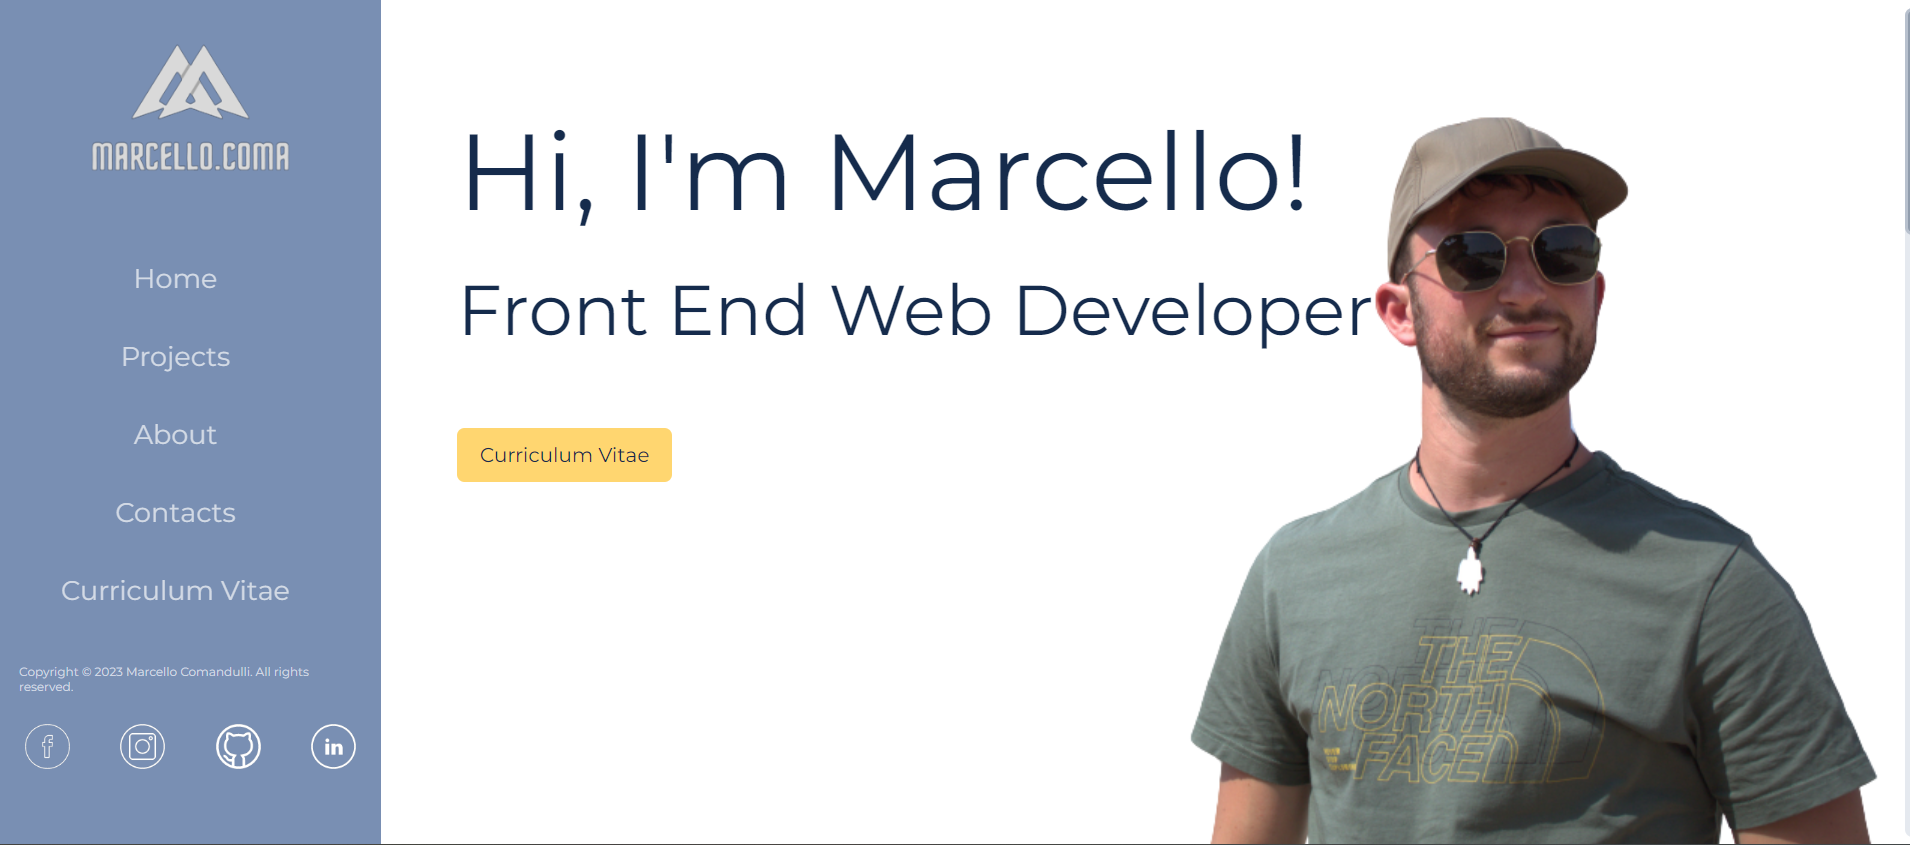 MARCELLO.COMA
Home
Projects
About
Contacts
Curriculum Vitae
Copyright © 2023 Marcello Comandulli. All rights
reserved.
Hi, I'm Marcello!
Front End Web Developer
Curriculum Vitae
THE
NORTH
FACE